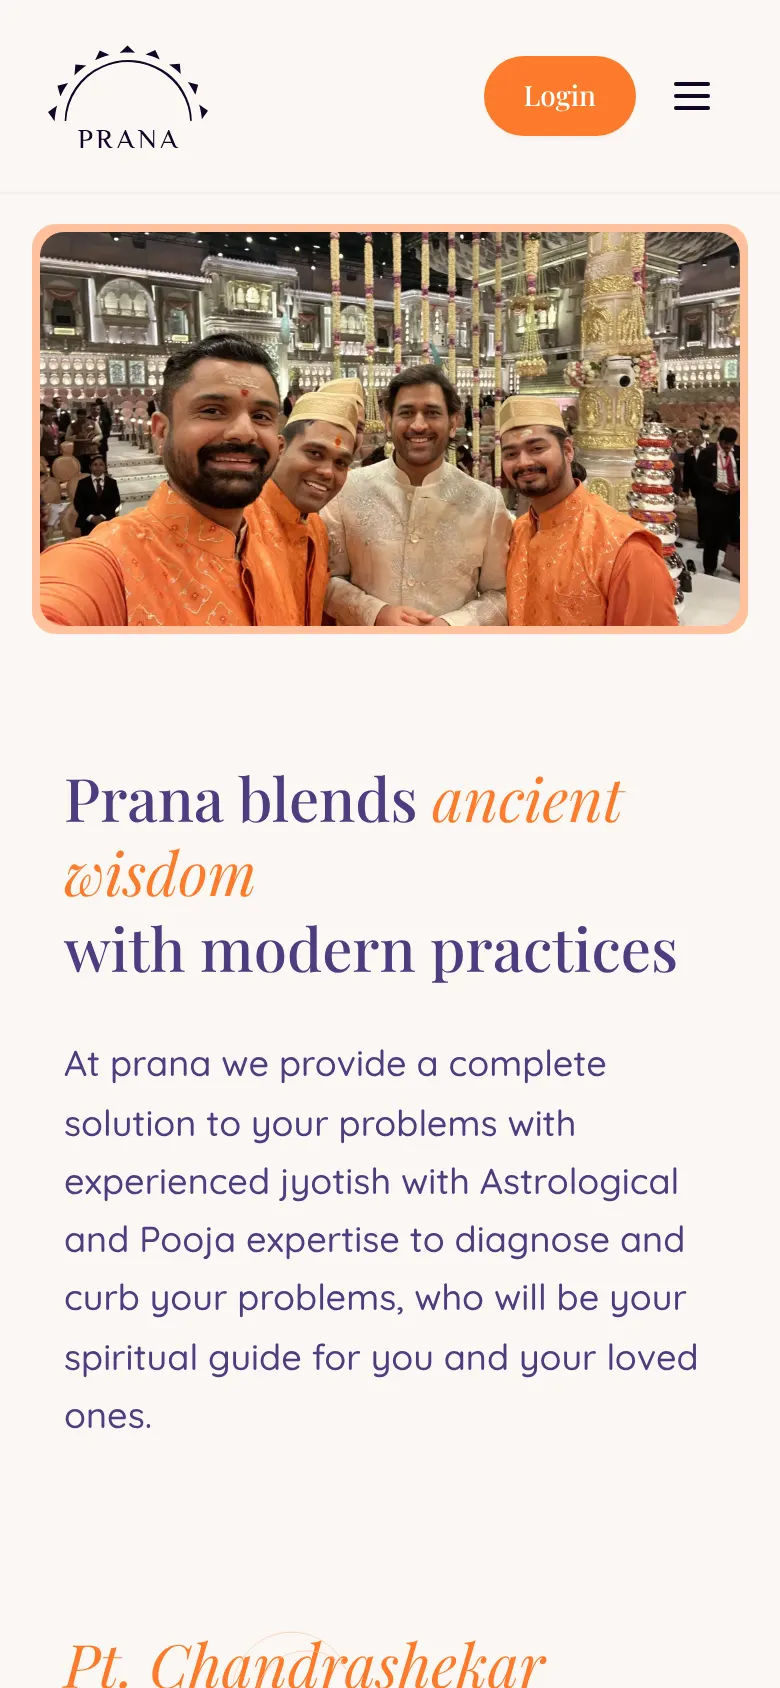 PRANA
Login
Prana blends ancient
wisdom
with modern practices
At prana we provide a complete
solution to your problems with
experienced jyotish with Astrological
and Pooja expertise to diagnose and
curb your problems, who will be your
spiritual guide for you and your loved
ones.
Pt. Chandrashekar